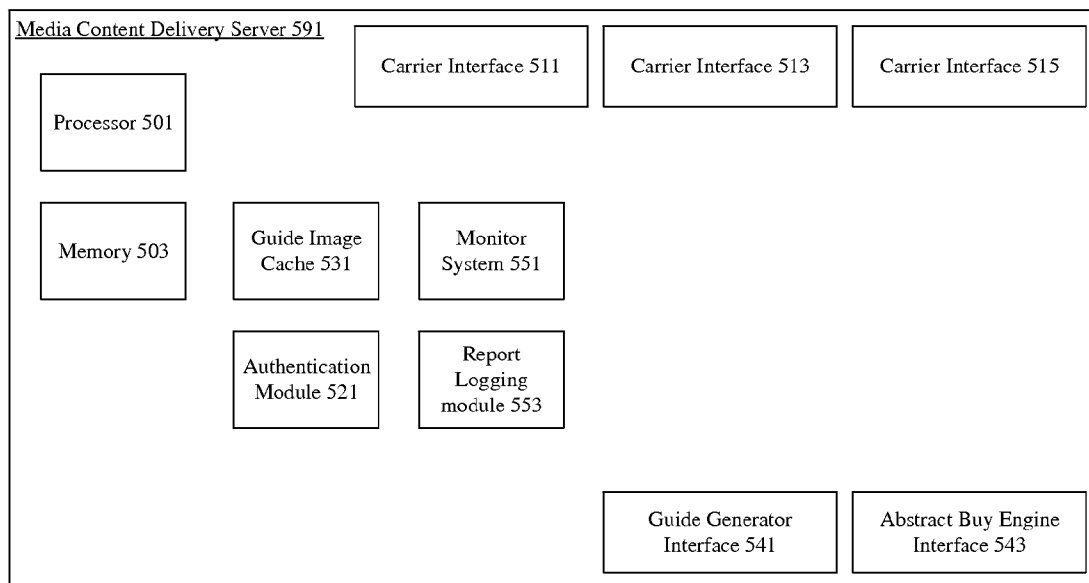 Media Content Delivery Server 591
Carrier Interface 511
Carrier Interface 513
Carrier Interface 515
Processor 501
Memory 503
Guide Image
Cache 531
Monitor
System 551
Authentication
Module 521
Report
Logging
module 553
Guide Generator
Interface 541
Abstract Buy Engine
Interface 543